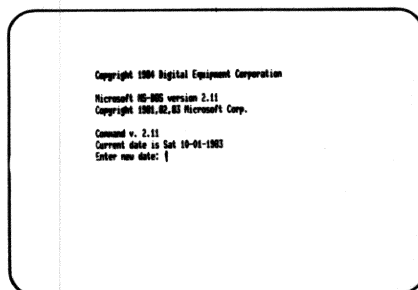 Copyright 1984 Digital Equipment Corporation
Microsoft MS-DOS version 2.11
Copyright 1981,82,83 Microsoft Corp.
Command v. 2.11
Current date is Sat 10-01-1983
Enter new date: